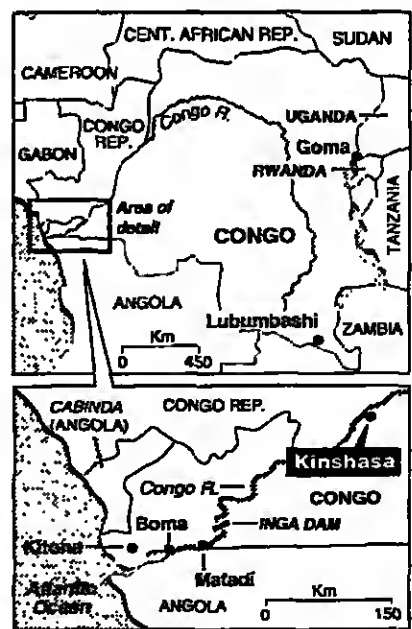 CENT. AFRICAN REP.
SUDAN
CAMEROON
Congo R.
UGANDA
CONGO
REP.
Goma
GABON
RWANDA
TANZANIA
Area of
detail
CONGO
ANGOLA
Lubumbashi
Km
0 450
ZAMBIA
CABINDA
(ANGOLA)
CONGO REP.
Kinshasa
Congo R.
CONGO
Boma
INGA DAM
Kitona
Matadi
Atlantic
Ocean
ANGOLA
Km
0 150